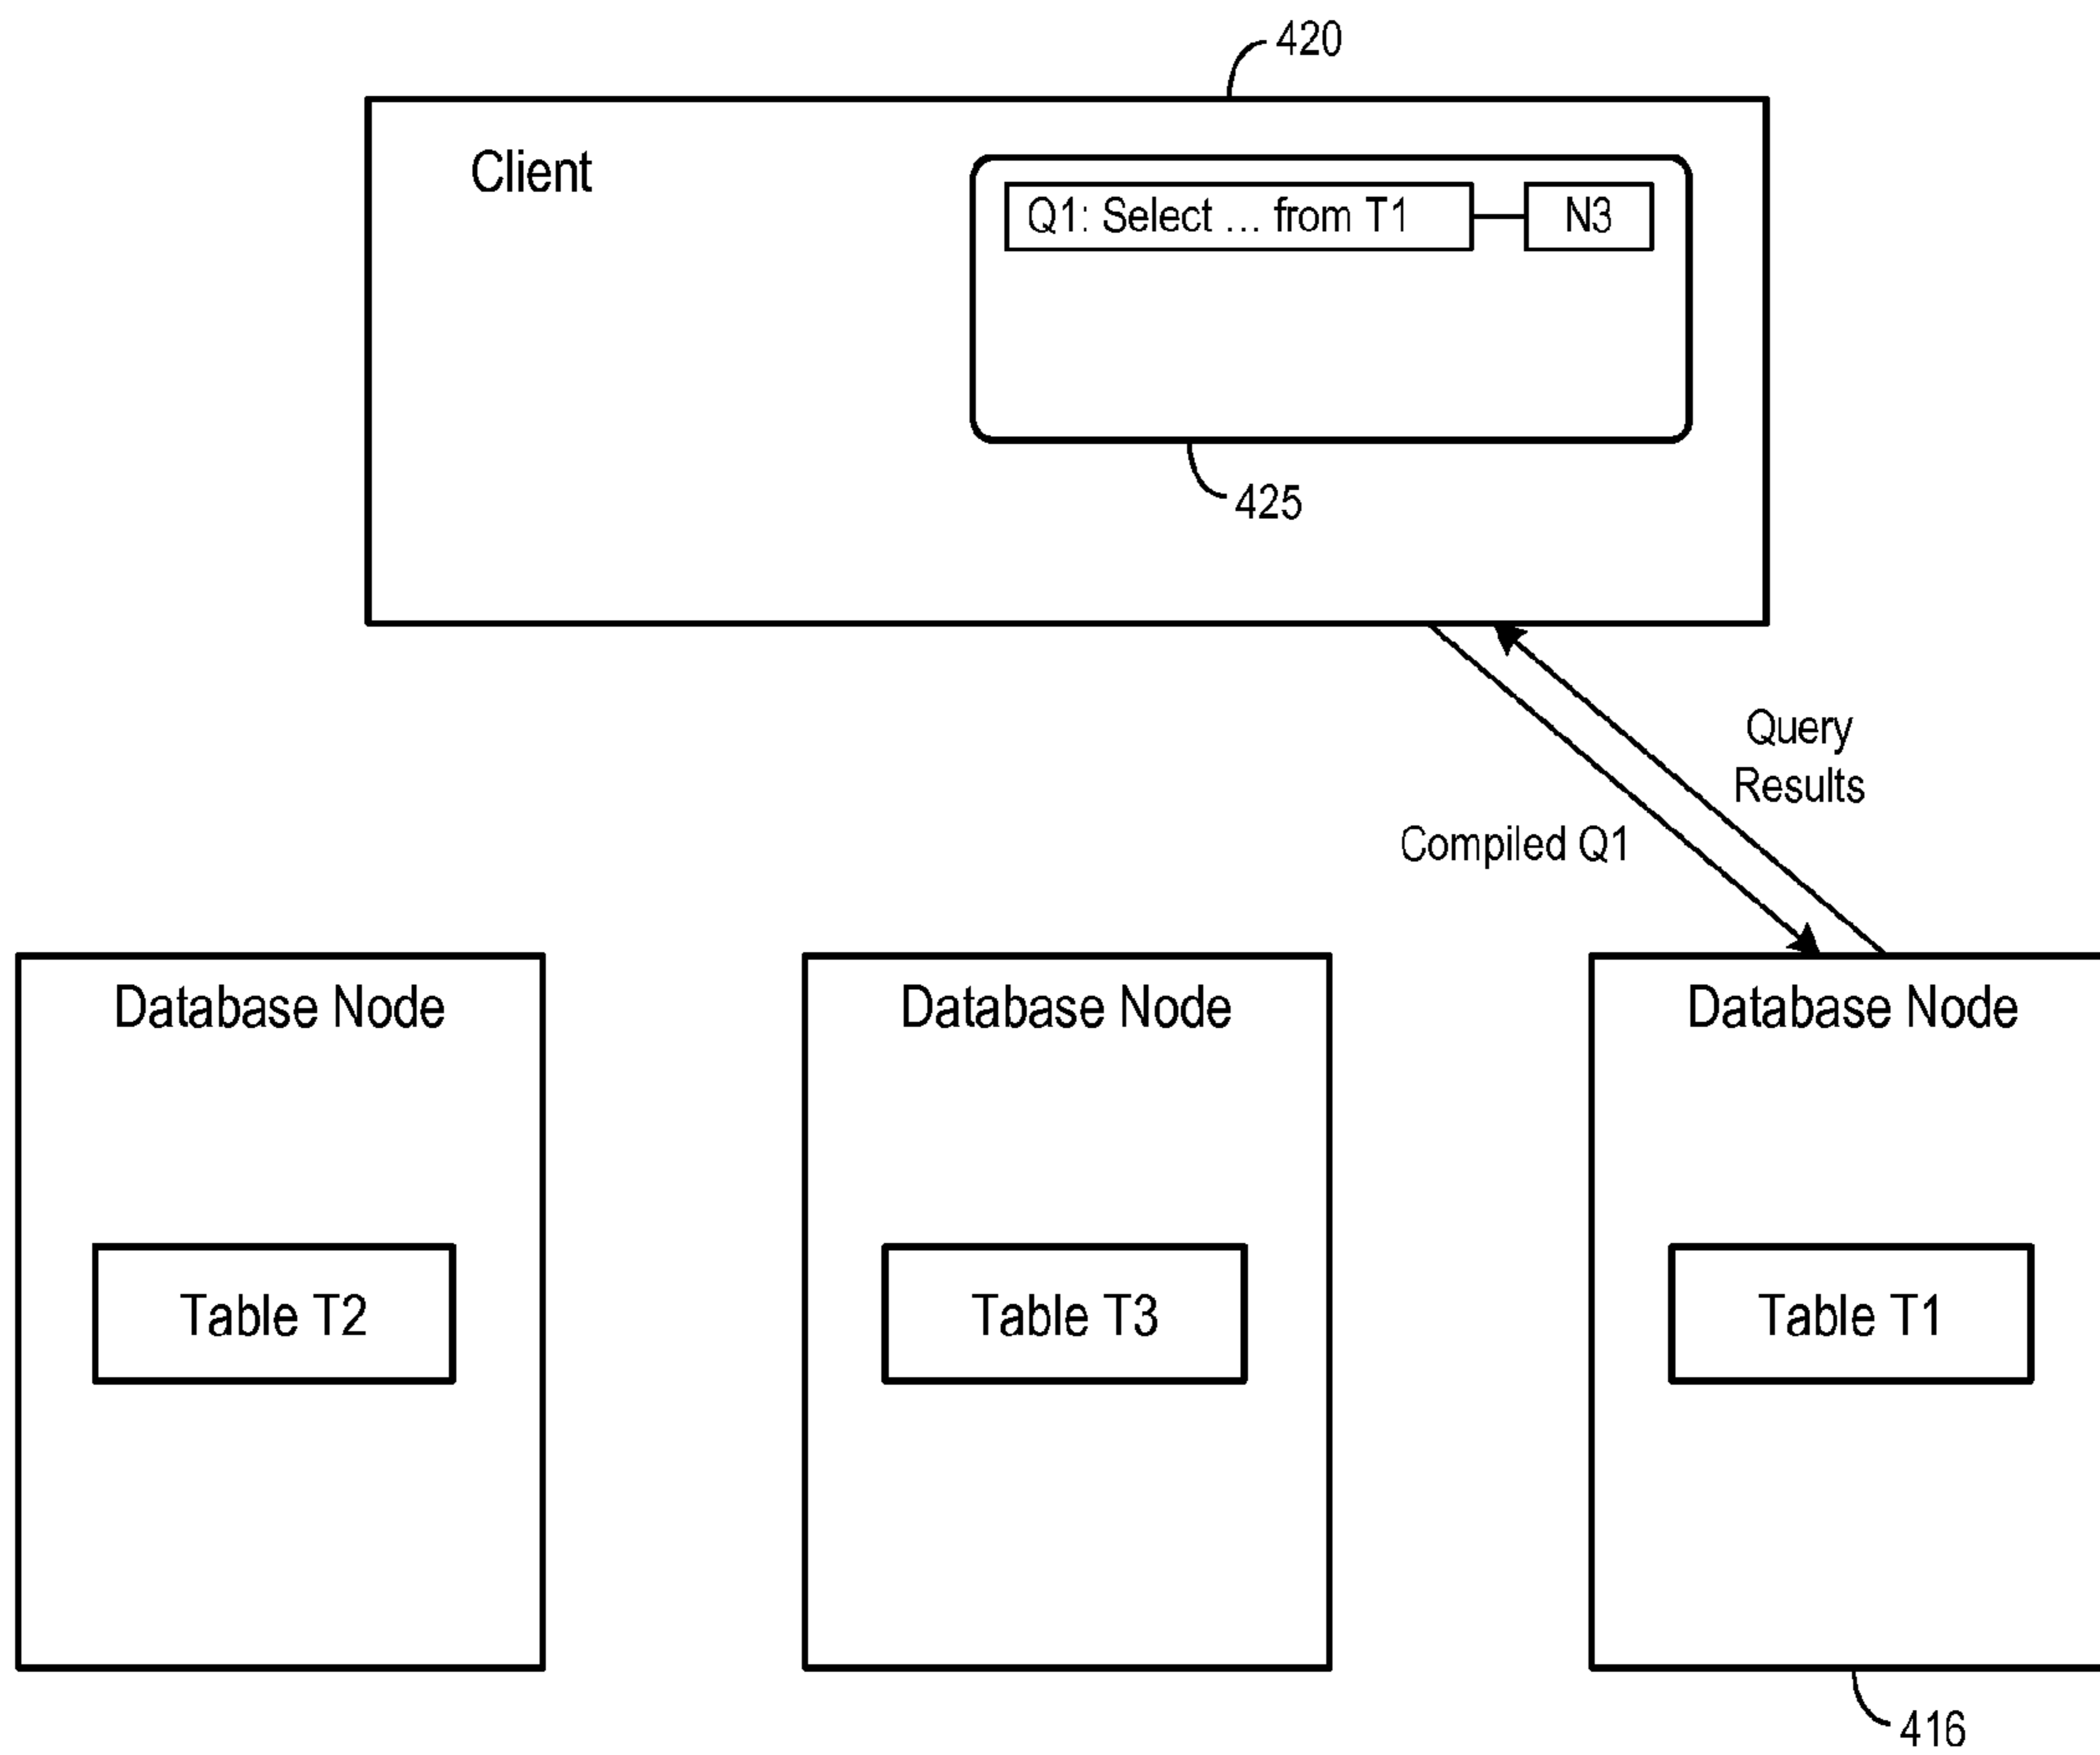 420
Client
Q1: Select ... from T1
N3
425
Query
Results
Compiled Q1
Database Node
Database Node
Database Node
Table T2
Table T3
Table T1
416